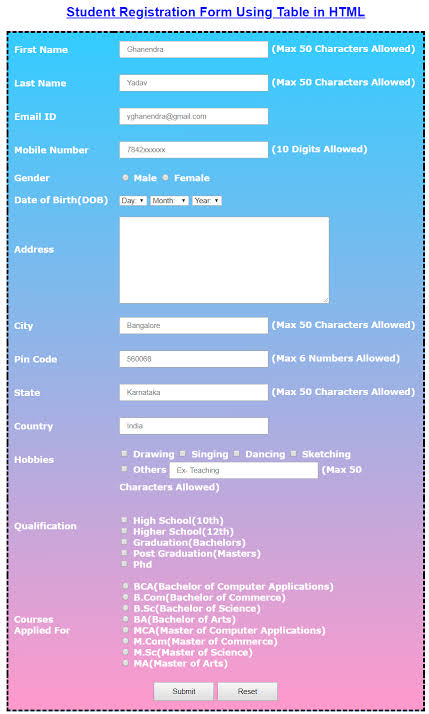 Student Registration Form Using Table in HTML
First Name Ghanendra (Max 50 Characters Allowed)
Last Name Yadav (Max 50 Characters Allowed)
Email ID yghanendra@gmail.com
Mobile Number 7842xxxxxx (10 Digits Allowed)
Gender Male Female
Date of Birth(DOB) Day: Month: Year:
Address
City Bangalore (Max 50 Characters Allowed)
Pin Code 560068 (Max 6 Numbers Allowed)
State Karnataka (Max 50 Characters Allowed)
Country India
Hobbies Drawing Singing Dancing Sketching
Others Ex- Teaching (Max 50
Characters Allowed)
Qualification High School(10th)
Higher School(12th)
Graduation(Bachelors)
Post Graduation(Masters)
Phd
Courses
Applied For
BCA(Bachelor of Computer Applications)
B.Com(Bachelor of Commerce)
B.Sc(Bachelor of Science)
BA(Bachelor of Arts)
MCA(Master of Computer Applications)
M.Com(Master of Commerce)
M.Sc(Master of Science)
MA(Master of Arts)
Submit Reset